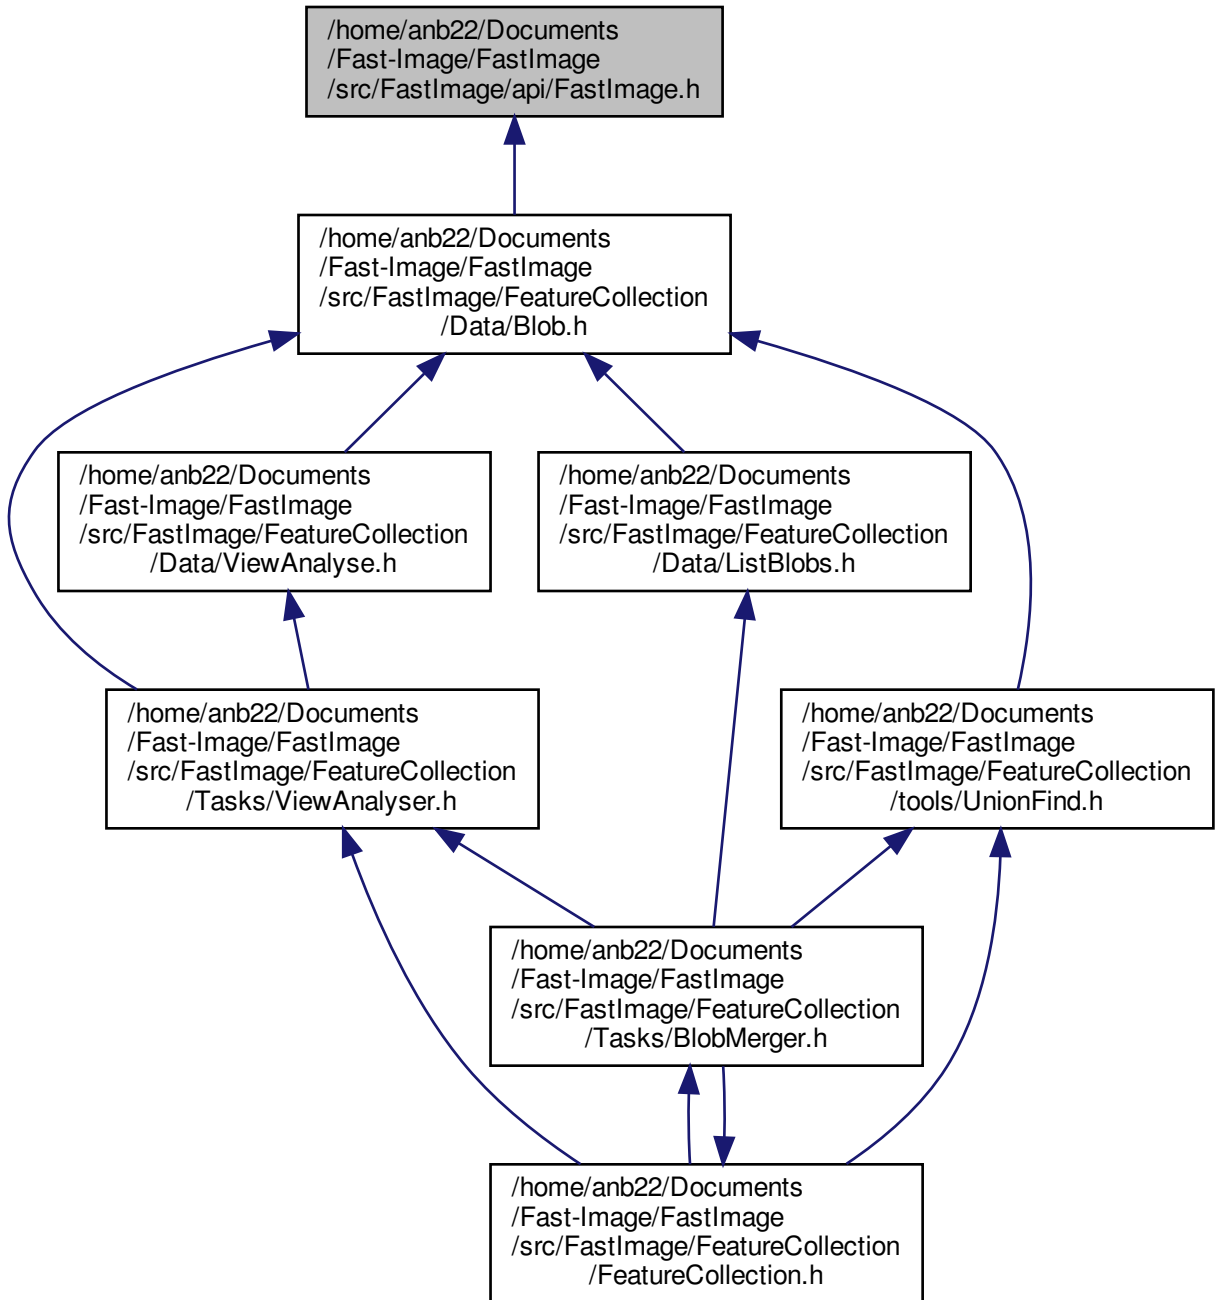 /home/anb22/Documents
/Fast-Image/FastImage
/src/FastImage/api/FastImage.h
/home/anb22/Documents
/Fast-Image/FastImage
/src/FastImage/FeatureCollection
/Data/Blob.h
/home/anb22/Documents
/Fast-Image/FastImage
/src/FastImage/FeatureCollection
/Data/ViewAnalyse.h
/home/anb22/Documents
/Fast-Image/FastImage
/src/FastImage/FeatureCollection
/Data/ListBlobs.h
/home/anb22/Documents
/Fast-Image/FastImage
/src/FastImage/FeatureCollection
/Tasks/ViewAnalyser.h
/home/anb22/Documents
/Fast-Image/FastImage
/src/FastImage/FeatureCollection
/tools/UnionFind.h
/home/anb22/Documents
/Fast-Image/FastImage
/src/FastImage/FeatureCollection
/Tasks/BlobMerger.h
/home/anb22/Documents
/Fast-Image/FastImage
/src/FastImage/FeatureCollection
/FeatureCollection.h